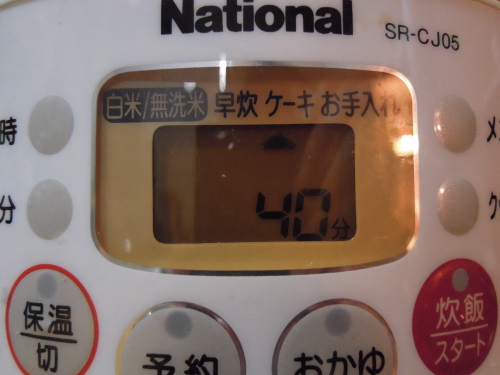 National
SR-CJ05
白米/無洗米 早炊 ケーキ お手入れ
時
分
40分
メ
保温
切
予約
おかゆ
炊飯
スタート